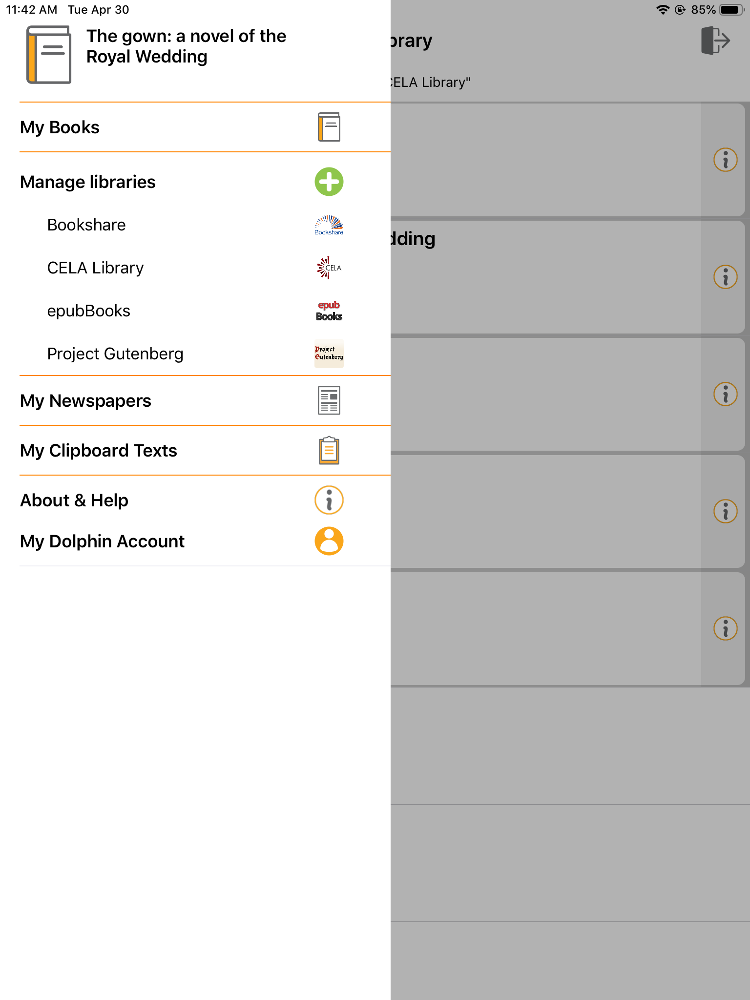 11:42 AM Tue Apr 30
85%
The gown: a novel of the
Royal Wedding
My Books
Manage libraries
Bookshare
Bookshare
CELA Library
CELA
epubBooks
epub
Books
Project Gutenberg
Project
Gutenberg
My Newspapers
My Clipboard Texts
About & Help
My Dolphin Account
brary
CELA Library"
dding